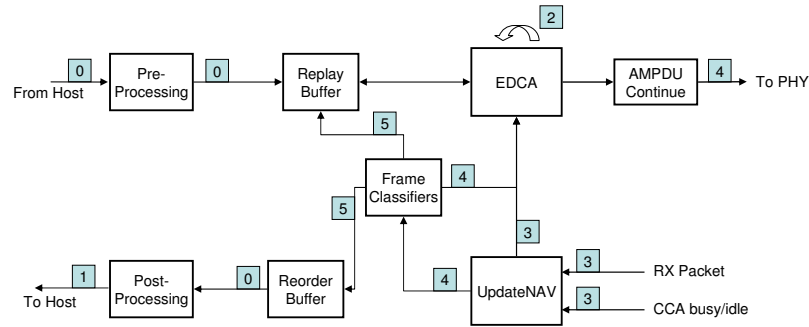 2
0
0
4
Pre-
Processing
Replay
Buffer
EDCA
AMPDU
Continue
From Host
To PHY
5
Frame
Classifiers
4
5
3
1
Post-
Processing
0
Reorder
Buffer
4
UpdateNAV
3
RX Packet
3
CCA busy/idle
To Host